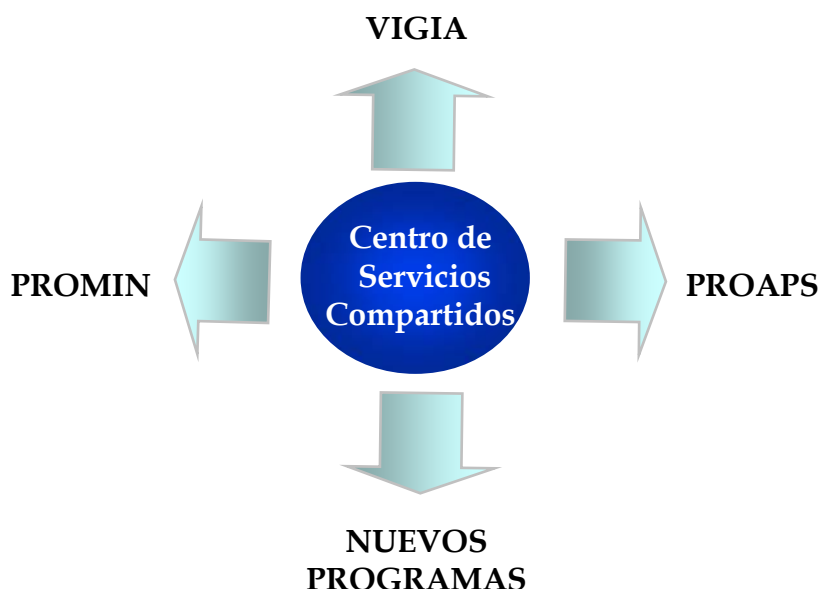 VIGIA
Centro de
Servicios
Compartidos
PROMIN
PROAPS
NUEVOS
PROGRAMAS